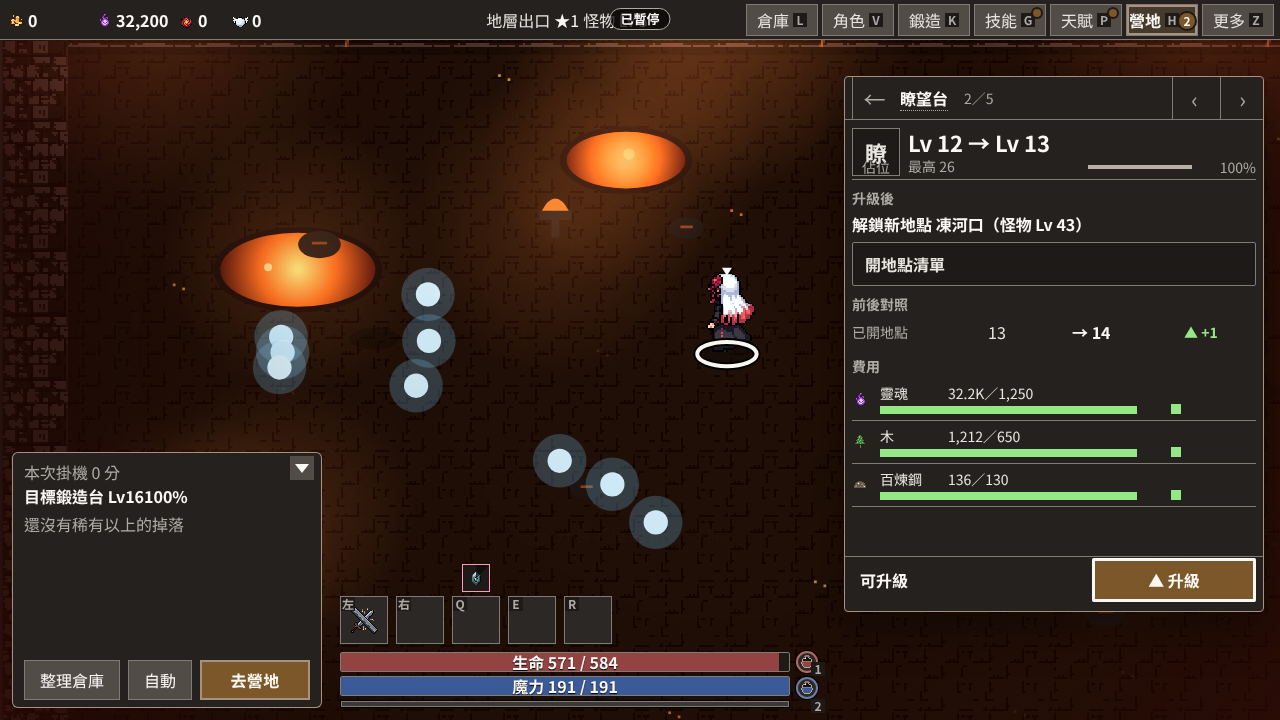 0
32,200
0
0
地層出口 ★1 怪物
已暫停
倉庫 L
角色 V
鍛造 K
技能 G
天賦 P
營地 H 2
更多 Z
← 瞭望台 2／5 ‹ ›
瞭
佔位
Lv 12 → Lv 13
最高 26
100%
升級後
解鎖新地點 凍河口（怪物 Lv 43）
開地點清單
前後對照
已開地點 13 → 14 ▲ +1
費用
靈魂 32.2K／1,250
木 1,212／650
百煉鋼 136／130
可升級
▲ 升級
本次掛機 0 分
目標鍛造台 Lv16100%
還沒有稀有以上的掉落
整理倉庫
自動
去營地
左
右
Q
E
R
生命 571 / 584
1
魔力 191 / 191
2